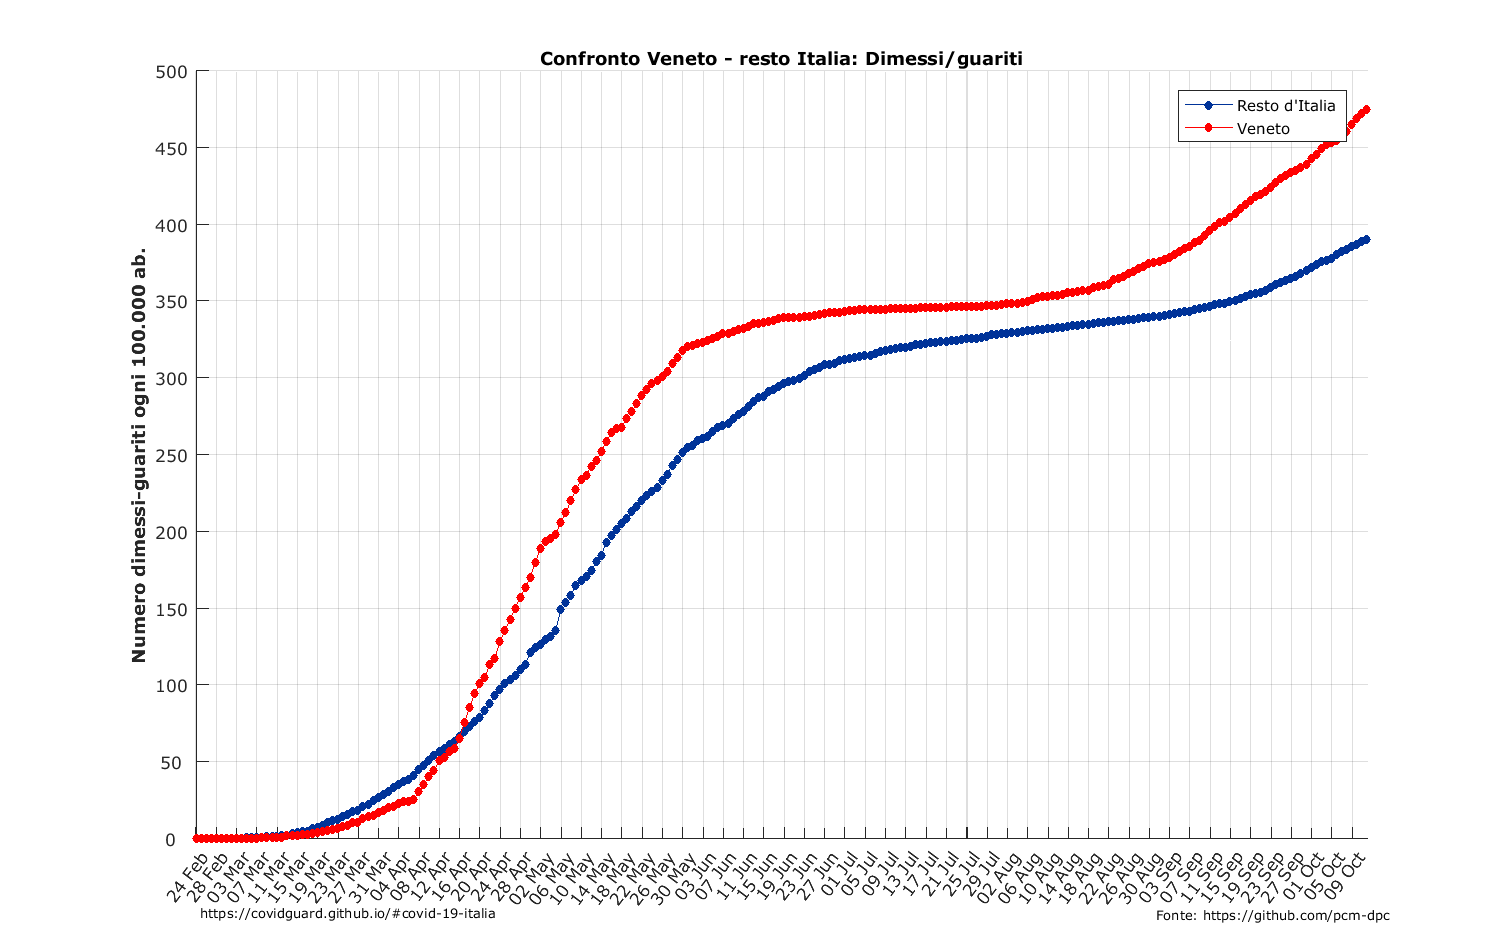 Confronto Veneto - resto Italia: Dimessi/guariti
Resto d'Italia
Veneto
Numero dimessi-guariti ogni 100.000 ab.
500
450
400
350
300
250
200
150
100
50
0
24 Feb
28 Feb
03 Mar
07 Mar
11 Mar
15 Mar
19 Mar
23 Mar
27 Mar
31 Mar
04 Apr
08 Apr
12 Apr
16 Apr
20 Apr
24 Apr
28 Apr
02 May
06 May
10 May
14 May
18 May
22 May
26 May
30 May
03 Jun
07 Jun
11 Jun
15 Jun
19 Jun
23 Jun
27 Jun
01 Jul
05 Jul
09 Jul
13 Jul
17 Jul
21 Jul
25 Jul
29 Jul
02 Aug
06 Aug
10 Aug
14 Aug
18 Aug
22 Aug
26 Aug
30 Aug
03 Sep
07 Sep
11 Sep
15 Sep
19 Sep
23 Sep
27 Sep
01 Oct
05 Oct
09 Oct
https://covidguard.github.io/#covid-19-italia
Fonte: https://github.com/pcm-dpc